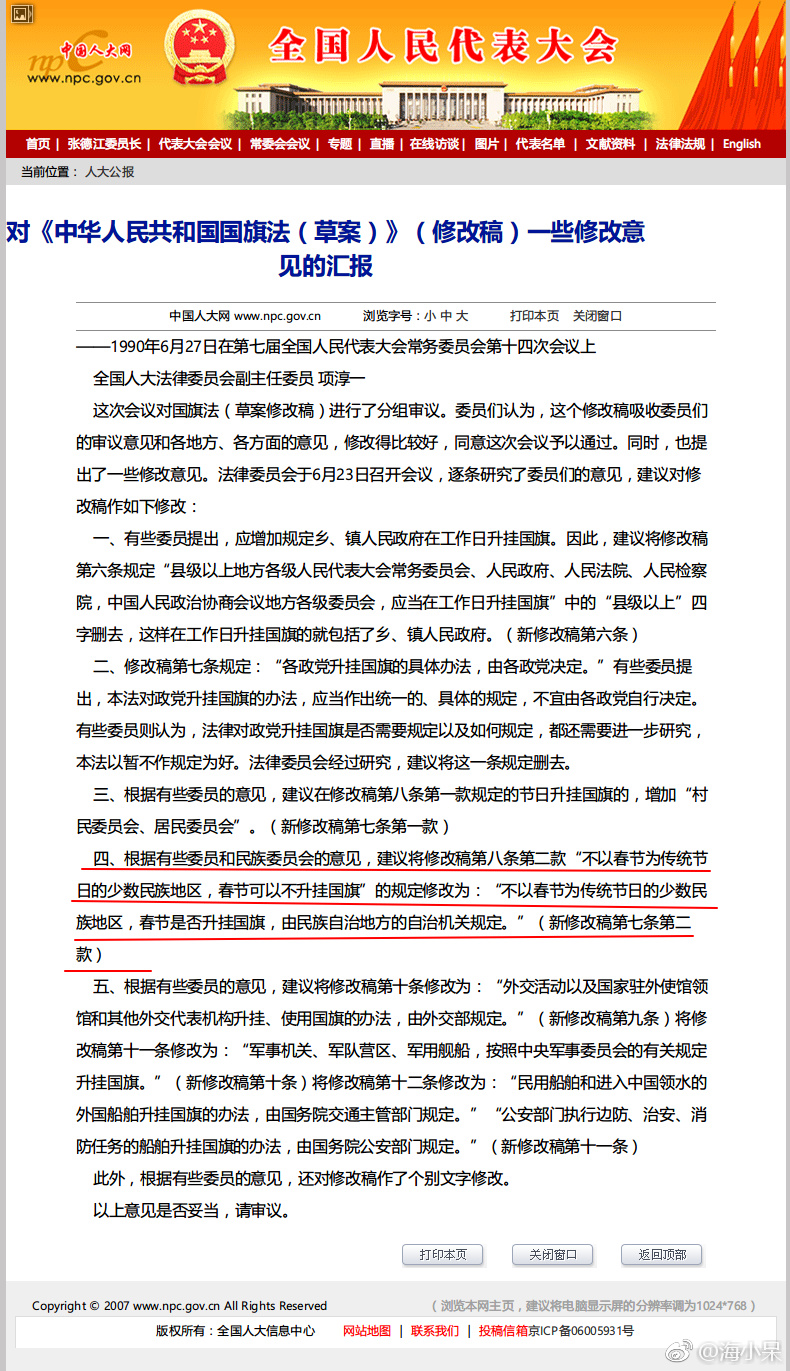 npc 中国人大网
www.npc.gov.cn
全国人民代表大会
首页 | 张德江委员长 | 代表大会会议 | 常委会会议 | 专题 | 直播 | 在线访谈 | 图片 | 代表名单 | 文献资料 | 法律法规 | English
当前位置： 人大公报
对《中华人民共和国国旗法（草案）》（修改稿）一些修改意
见的汇报
中国人大网 www.npc.gov.cn 浏览字号：小 中 大 打印本页 关闭窗口
——1990年6月27日在第七届全国人民代表大会常务委员会第十四次会议上
全国人大法律委员会副主任委员 项淳一
这次会议对国旗法（草案修改稿）进行了分组审议。委员们认为，这个修改稿吸收委员们
的审议意见和各地方、各方面的意见，修改得比较好，同意这次会议予以通过。同时，也提
出了一些修改意见。法律委员会于6月23日召开会议，逐条研究了委员们的意见，建议对修
改稿作如下修改：
一、有些委员提出，应增加规定乡、镇人民政府在工作日升挂国旗。因此，建议将修改稿
第六条规定“县级以上地方各级人民代表大会常务委员会、人民政府、人民法院、人民检察
院，中国人民政治协商会议地方各级委员会，应当在工作日升挂国旗”中的“县级以上”四
字删去，这样在工作日升挂国旗的就包括了乡、镇人民政府。（新修改稿第六条）
二、修改稿第七条规定：“各政党升挂国旗的具体办法，由各政党决定。”有些委员提
出，本法对政党升挂国旗的办法，应当作出统一的、具体的规定，不宜由各政党自行决定。
有些委员则认为，法律对政党升挂国旗是否需要规定以及如何规定，都还需要进一步研究，
本法以暂不作规定为好。法律委员会经过研究，建议将这一条规定删去。
三、根据有些委员的意见，建议在修改稿第八条第一款规定的节日升挂国旗的，增加“村
民委员会、居民委员会”。（新修改稿第七条第一款）
四、根据有些委员和民族委员会的意见，建议将修改稿第八条第二款“不以春节为传统节
日的少数民族地区，春节可以不升挂国旗”的规定修改为：“不以春节为传统节日的少数民
族地区，春节是否升挂国旗，由民族自治地方的自治机关规定。”（新修改稿第七条第二
款）
五、根据有些委员的意见，建议将修改稿第十条修改为：“外交活动以及国家驻外使馆领
馆和其他外交代表机构升挂、使用国旗的办法，由外交部规定。”（新修改稿第九条）将修
改稿第十一条修改为：“军事机关、军队营区、军用舰船，按照中央军事委员会的有关规定
升挂国旗。”（新修改稿第十条）将修改稿第十二条修改为：“民用船舶和进入中国领水的
外国船舶升挂国旗的办法，由国务院交通主管部门规定。”“公安部门执行边防、治安、消
防任务的船舶升挂国旗的办法，由国务院公安部门规定。”（新修改稿第十一条）
此外，根据有些委员的意见，还对修改稿作了个别文字修改。
以上意见是否妥当，请审议。
打印本页 关闭窗口 返回顶部
Copyright © 2007 www.npc.gov.cn All Rights Reserved （浏览本网主页，建议将电脑显示屏的分辨率调为1024*768）
版权所有：全国人大信息中心 网站地图 | 联系我们 | 投稿信箱京ICP备06005931号
@海小呆